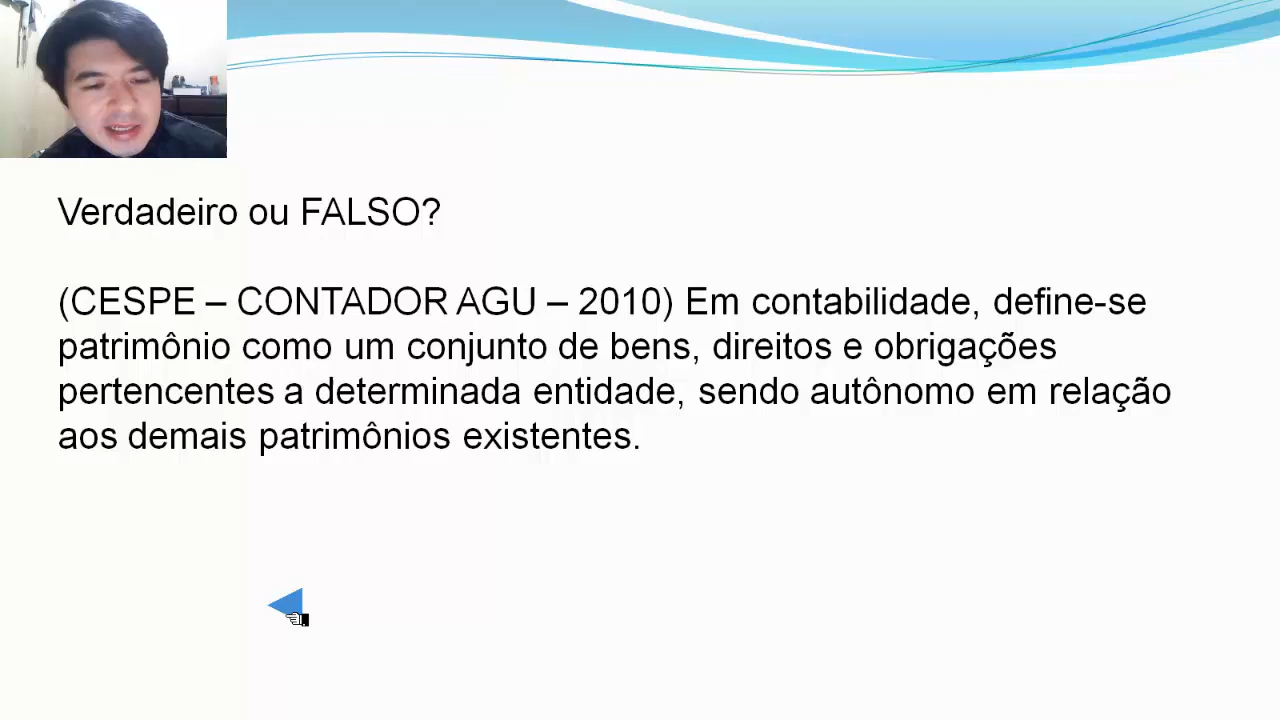 Verdadeiro ou FALSO?
(CESPE – CONTADOR AGU – 2010) Em contabilidade, define-se
patrimônio como um conjunto de bens, direitos e obrigações
pertencentes a determinada entidade, sendo autônomo em relação
aos demais patrimônios existentes.